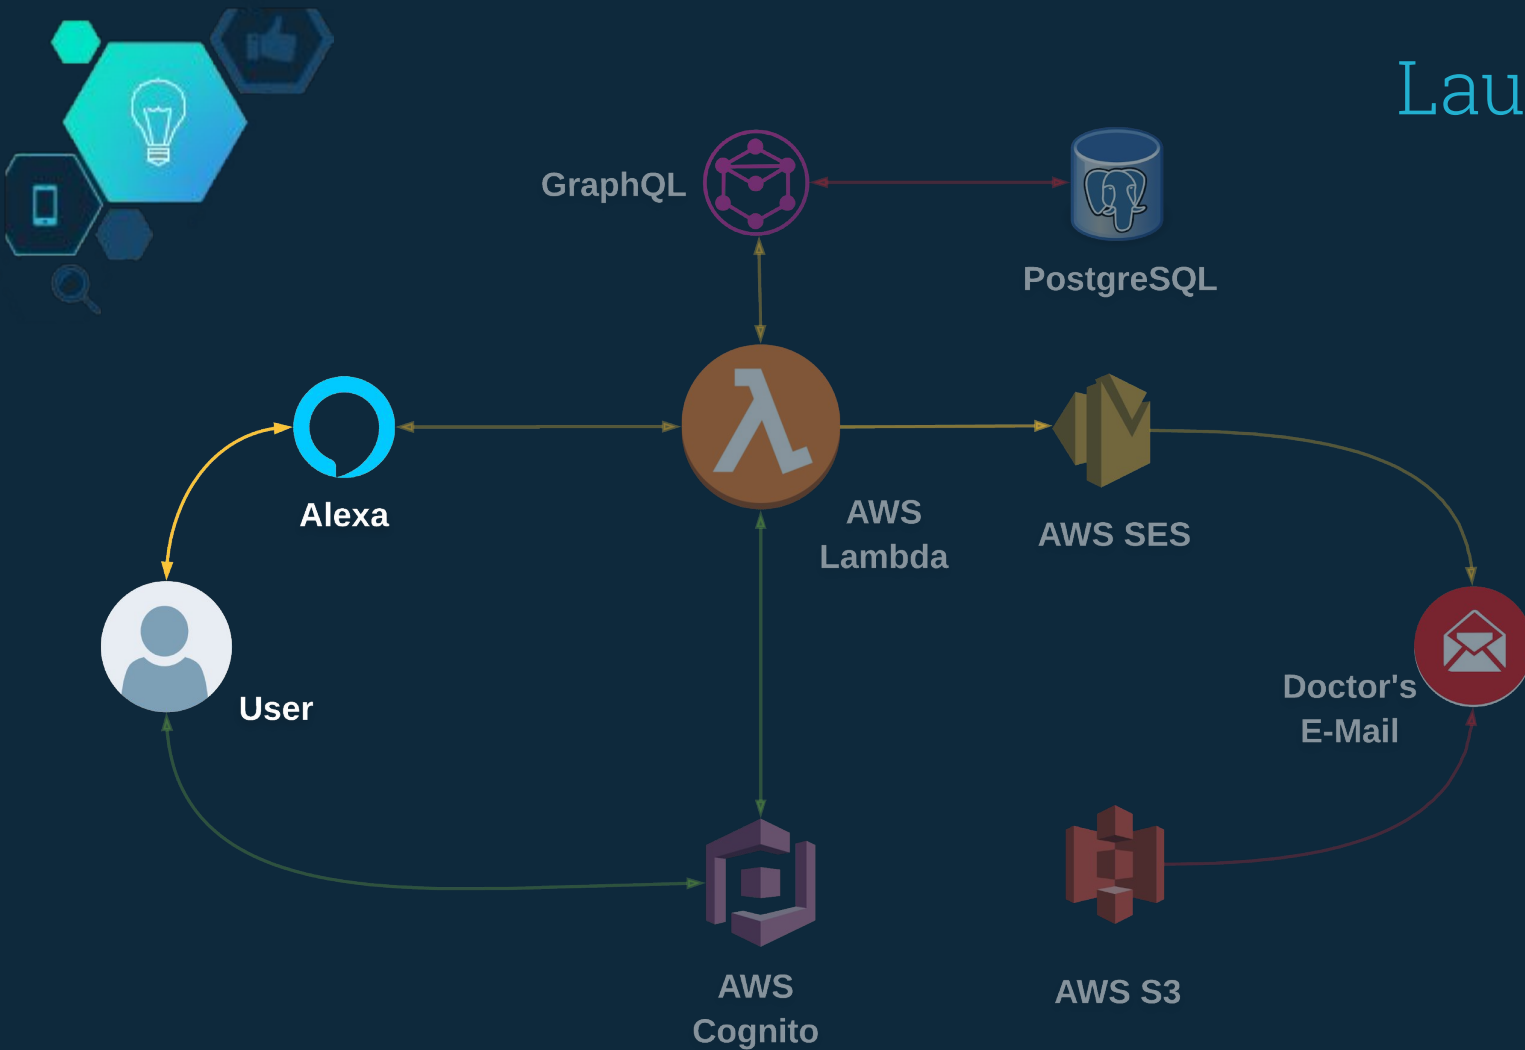 Lau
GraphQL
PostgreSQL
Alexa
AWS
Lambda
AWS SES
User
Doctor's
E-Mail
AWS
Cognito
AWS S3